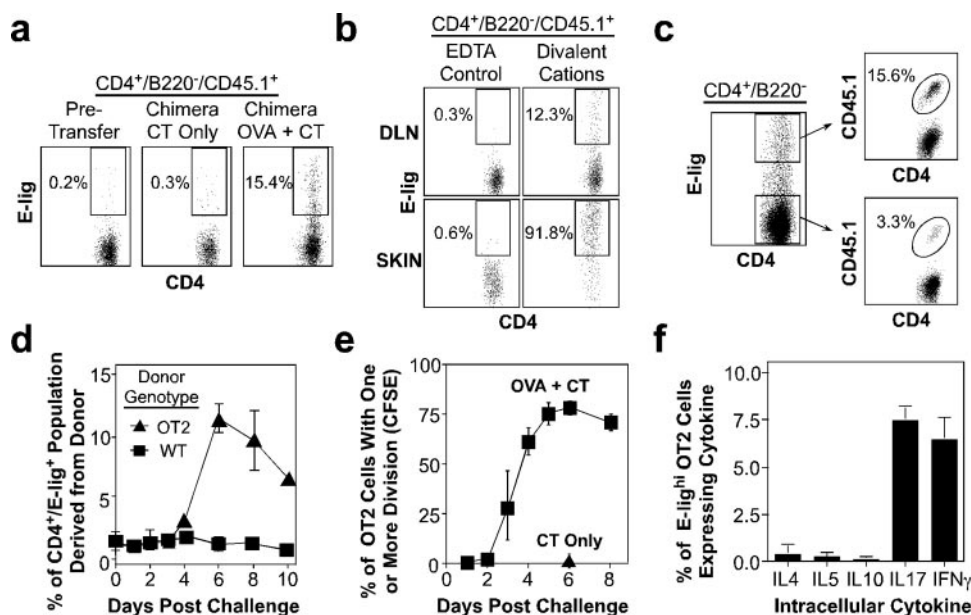 a
CD4⁺/B220⁻/CD45.1⁺
Pre-
Transfer
Chimera
CT Only
Chimera
OVA + CT
E-lig
0.2%
0.3%
15.4%
CD4
b
CD4⁺/B220⁻/CD45.1⁺
EDTA
Control
Divalent
Cations
DLN
0.3%
12.3%
E-lig
SKIN
0.6%
91.8%
CD4
c
CD4⁺/B220⁻
E-lig
CD4
CD45.1
15.6%
CD4
CD45.1
3.3%
CD4
d
% of CD4⁺/E-lig⁺ Population
Derived from Donor
15
10
5
0
Donor
Genotype
OT2
WT
0 2 4 6 8 10
Days Post Challenge
e
% of OT2 Cells With One
or More Division (CFSE)
100
75
50
25
0
OVA + CT
CT Only
0 2 4 6 8
Days Post Challenge
f
% of E-lig^hi OT2 Cells
Expressing Cytokine
10.0
7.5
5.0
2.5
0
IL4 IL5 IL10 IL17 IFNγ
Intracellular Cytokine